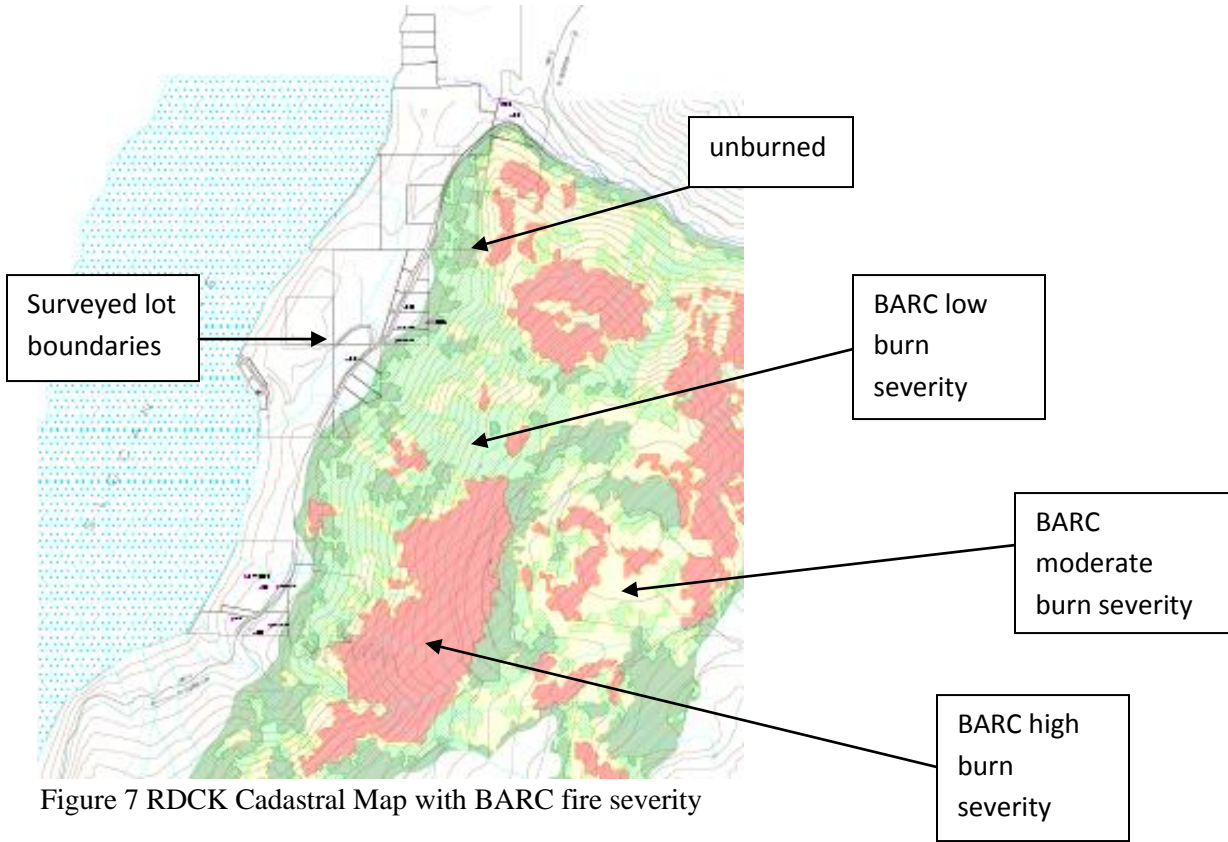 unburned
Surveyed lot
boundaries
BARC low
burn
severity
BARC
moderate
burn severity
BARC high
burn
severity
Figure 7 RDCK Cadastral Map with BARC fire severity